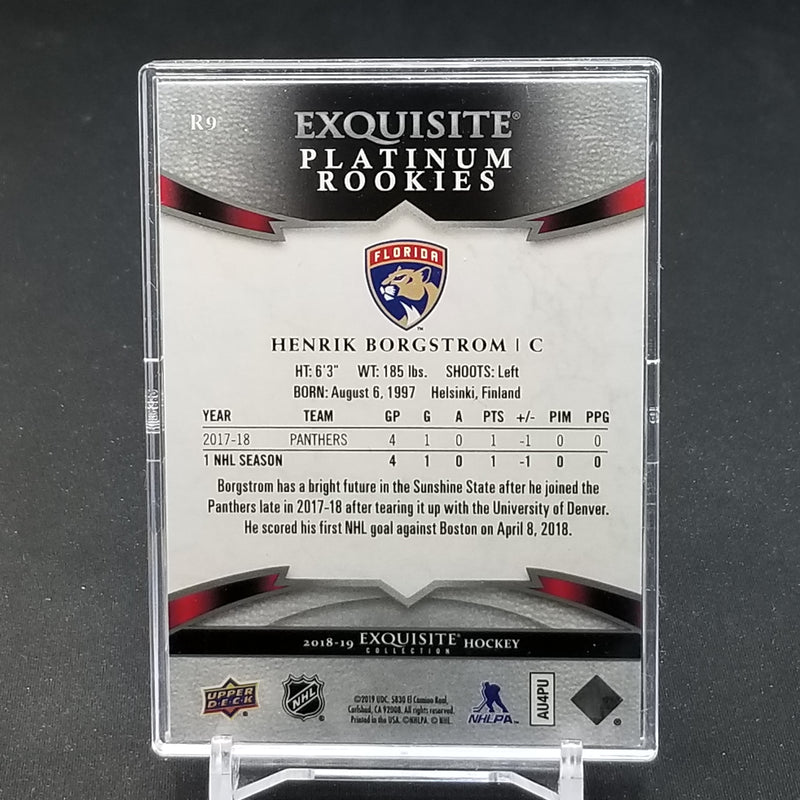 R9
EXQUISITE®
PLATINUM
ROOKIES
FLORIDA
™
HENRIK BORGSTROM | C
HT: 6'3" WT: 185 lbs. SHOOTS: Left
BORN: August 6, 1997 Helsinki, Finland
YEAR TEAM GP G A PTS +/- PIM PPG
2017-18 PANTHERS 4 1 0 1 -1 0 0
1 NHL SEASON 4 1 0 1 -1 0 0
Borgstrom has a bright future in the Sunshine State after he joined the
Panthers late in 2017-18 after tearing it up with the University of Denver.
He scored his first NHL goal against Boston on April 8, 2018.
2018-19 EXQUISITE® HOCKEY
COLLECTION
UPPER
DECK
NHL
©2019 UDC. 5830 El Camino Real,
Carlsbad, CA 92008. All rights reserved.
Printed in the USA. ©NHLPA. © NHL.
NHLPA™
AU4PU
®